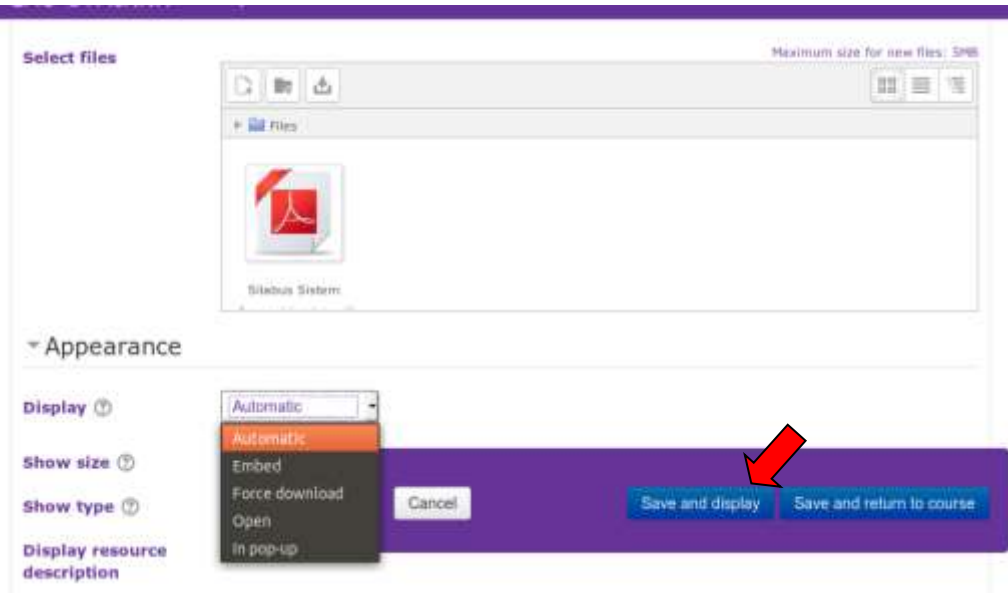 Select files
Maximum size for new files: 5MB
Files
Silabus Sistem
Appearance
Display
Automatic
Automatic
Embed
Force download
Open
In pop-up
Show size
Show type
Cancel
Save and display
Save and return to course
Display resource
description